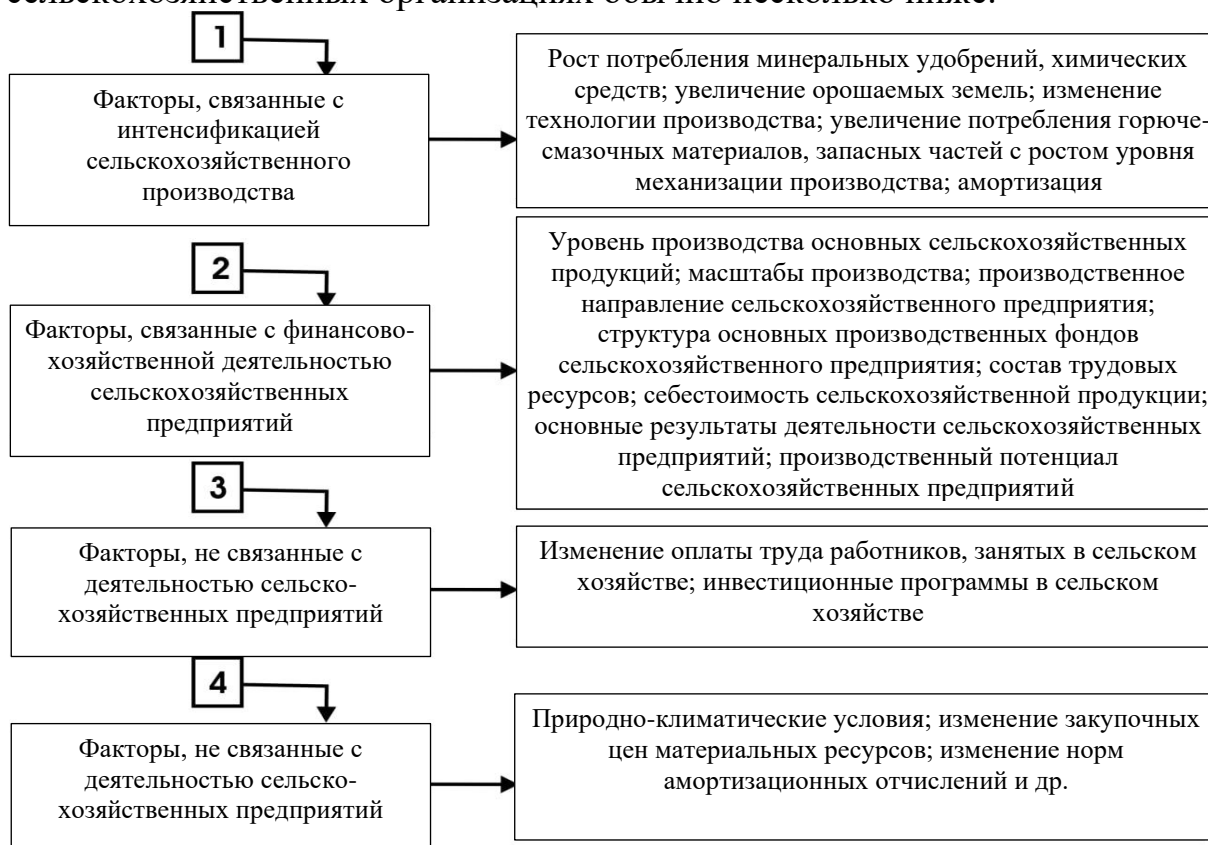 сельскохозяйственных организациях обычно несколько ниже.
1
Факторы, связанные с
интенсификацией
сельскохозяйственного
производства
Рост потребления минеральных удобрений, химических
средств; увеличение орошаемых земель; изменение
технологии производства; увеличение потребления горюче-
смазочных материалов, запасных частей с ростом уровня
механизации производства; амортизация
2
Факторы, связанные с финансово-
хозяйственной деятельностью
сельскохозяйственных
предприятий
Уровень производства основных сельскохозяйственных
продукций; масштабы производства; производственное
направление сельскохозяйственного предприятия;
структура основных производственных фондов
сельскохозяйственного предприятия; состав трудовых
ресурсов; себестоимость сельскохозяйственной продукции;
основные результаты деятельности сельскохозяйственных
предприятий; производственный потенциал
сельскохозяйственных предприятий
3
Факторы, не связанные с
деятельностью сельско-
хозяйственных предприятий
Изменение оплаты труда работников, занятых в сельском
хозяйстве; инвестиционные программы в сельском
хозяйстве
4
Факторы, не связанные с
деятельностью сельско-
хозяйственных предприятий
Природно-климатические условия; изменение закупочных
цен материальных ресурсов; изменение норм
амортизационных отчислений и др.